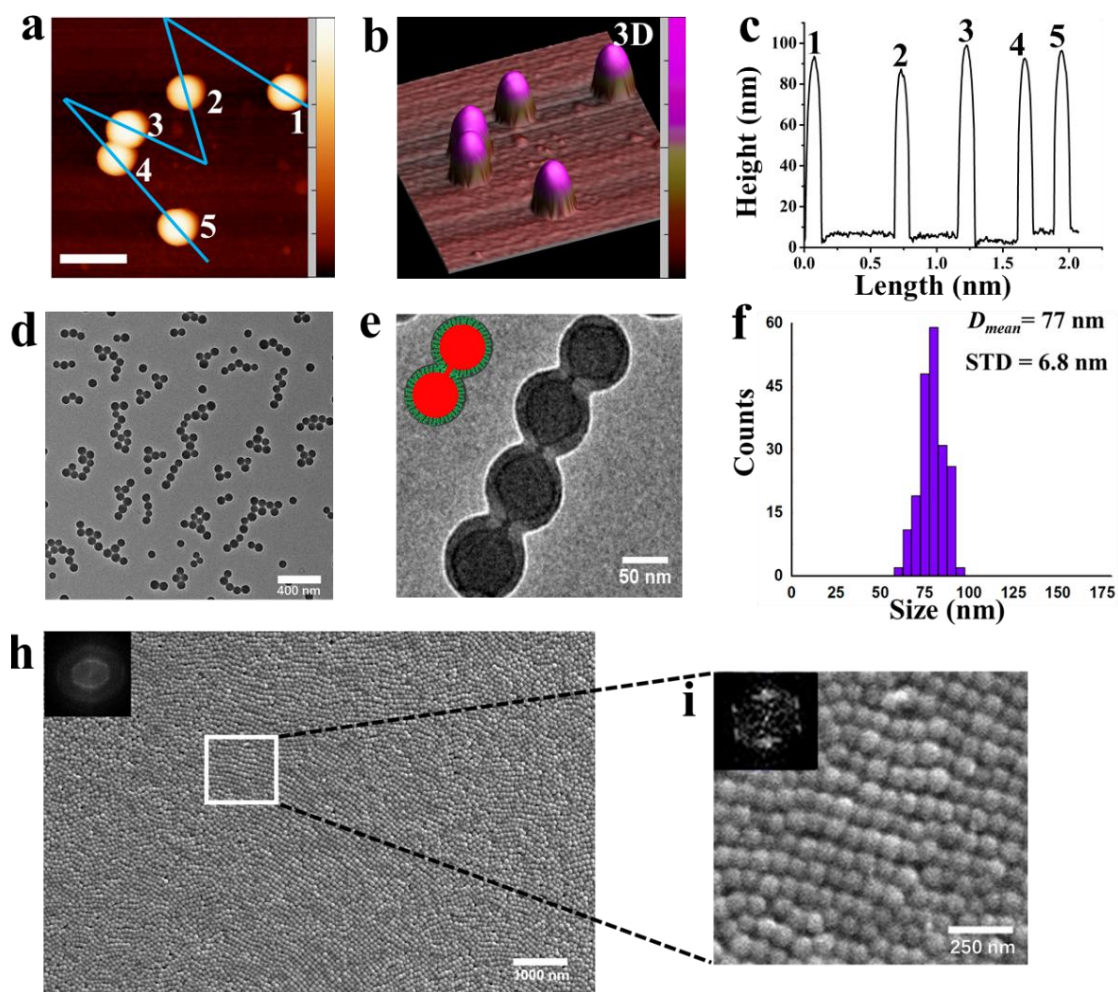 a
1
2
3
4
5
b
3D
c
Height (nm)
100
80
60
40
20
0
1
2
3
4
5
0.0
0.5
1.0
1.5
2.0
Length (nm)
d
400 nm
e
50 nm
f
Dmean= 77 nm
STD = 6.8 nm
Counts
60
45
30
15
0
0
25
50
75
100
125
150
175
Size (nm)
h
1000 nm
i
250 nm